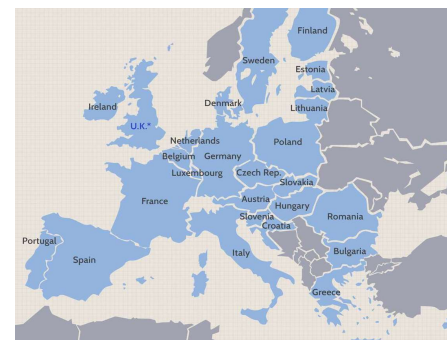 Finland
Sweden
Estonia
Latvia
Denmark
Lithuania
Ireland
U.K.*
Netherlands
Poland
Belgium
Germany
Luxembourg
Czech Rep.
Slovakia
France
Austria
Hungary
Slovenia
Romania
Croatia
Portugal
Italy
Bulgaria
Spain
Greece